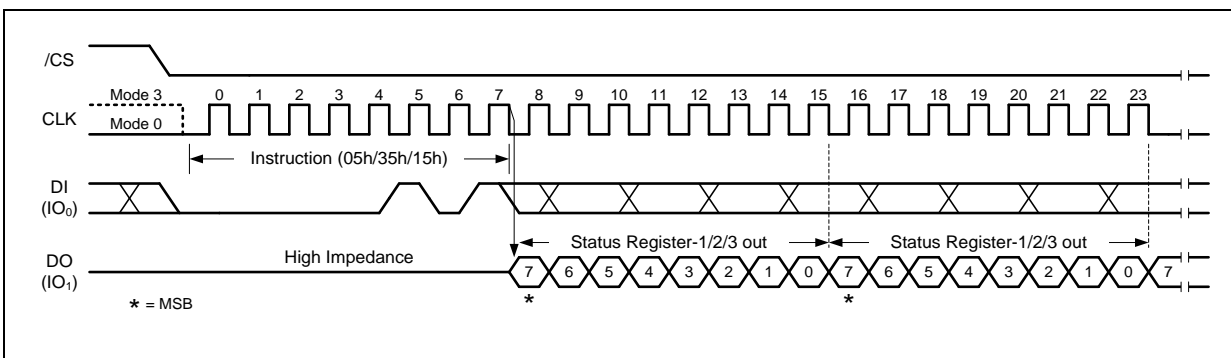 /CS
Mode 3
0 1 2 3 4 5 6 7 8 9 10 11 12 13 14 15 16 17 18 19 20 21 22 23
CLK
Mode 0
Instruction (05h/35h/15h)
DI
(IO₀)
Status Register-1/2/3 out Status Register-1/2/3 out
High Impedance
DO
(IO₁)
7 6 5 4 3 2 1 0 7 6 5 4 3 2 1 0 7
* *
* = MSB